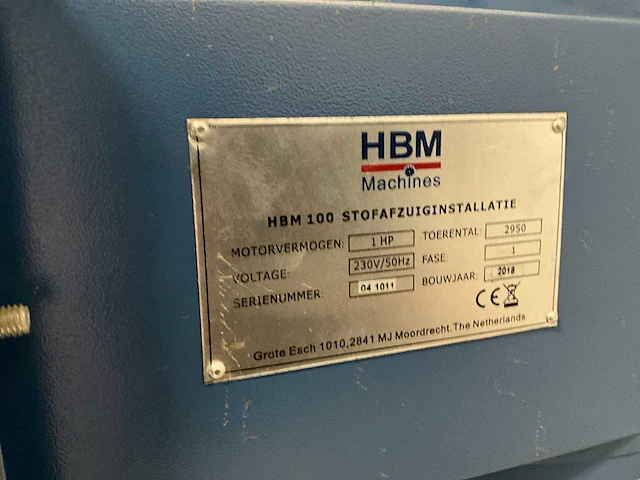 HBM
Machines
HBM 100 STOFAFZUIGINSTALLATIE
MOTORVERMOGEN: 1 HP TOERENTAL: 2950
VOLTAGE: 230V/50Hz FASE: 1
SERIENUMMER: 04 1011 BOUWJAAR: 2018
CE
Grote Esch 1010,2841 MJ Moordrecht.The Netherlands